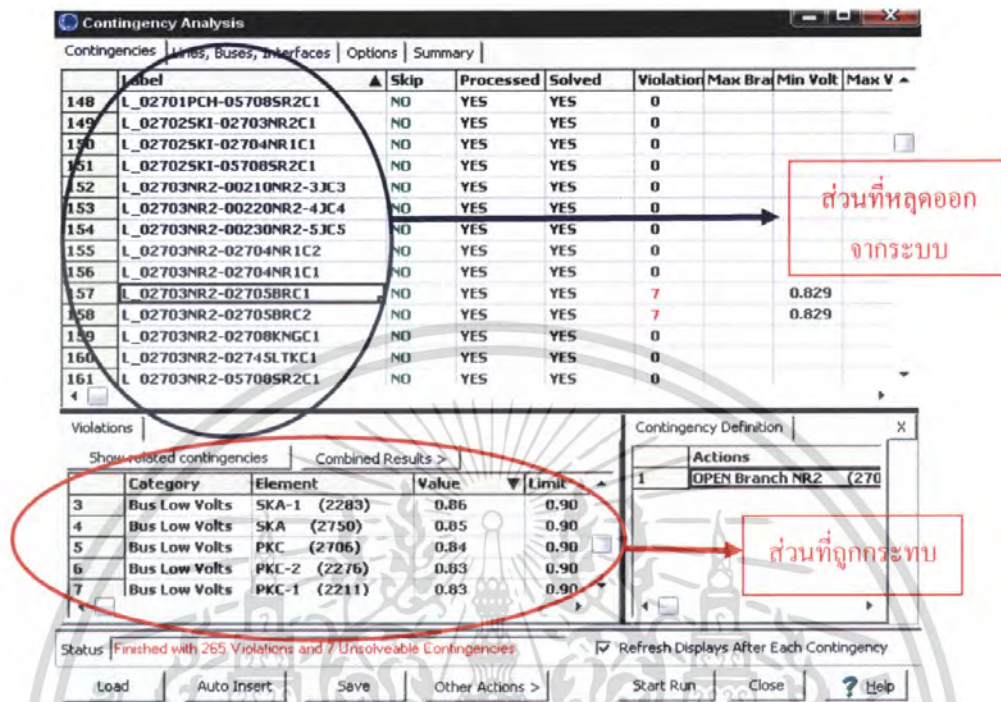 Contingency Analysis
Contingencies Lines, Buses, Interfaces Options Summary
Label Skip Processed Solved Violation Max Bra Min Volt Max V
148 L_02701PCH-05708SR2C1 NO YES YES 0
149 L_02702SKI-02703NR2C1 NO YES YES 0
150 L_02702SKI-02704NR1C1 NO YES YES 0
151 L_02702SKI-05708SR2C1 NO YES YES 0
152 L_02703NR2-00210NR2-3JC3 NO YES YES 0
153 L_02703NR2-00220NR2-4JC4 NO YES YES 0
154 L_02703NR2-00230NR2-5JC5 NO YES YES 0
155 L_02703NR2-02704NR1C2 NO YES YES 0
156 L_02703NR2-02704NR1C1 NO YES YES 0
157 L_02703NR2-02705BRC1 NO YES YES 7 0.829
158 L_02703NR2-02705BRC2 NO YES YES 7 0.829
159 L_02703NR2-02708KNGC1 NO YES YES 0
160 L_02703NR2-02745LTKC1 NO YES YES 0
161 L_02703NR2-05708SR2C1 NO YES YES 0
ส่วนที่หลุดออก
จากระบบ
Violations
Show related contingencies Combined Results >
Category Element Value Limit
3 Bus Low Volts SKA-1 (2283) 0.86 0.90
4 Bus Low Volts SKA (2750) 0.85 0.90
5 Bus Low Volts PKC (2706) 0.84 0.90
6 Bus Low Volts PKC-2 (2276) 0.83 0.90
7 Bus Low Volts PKC-1 (2211) 0.83 0.90
Contingency Definition X
Actions
1 OPEN Branch NR2 (270
ส่วนที่ถูกกระทบ
Status Finished with 265 Violations and 7 Unsolveable Contingencies
Refresh Displays After Each Contingency
Load Auto Insert Save Other Actions > Start Run Close ? Help